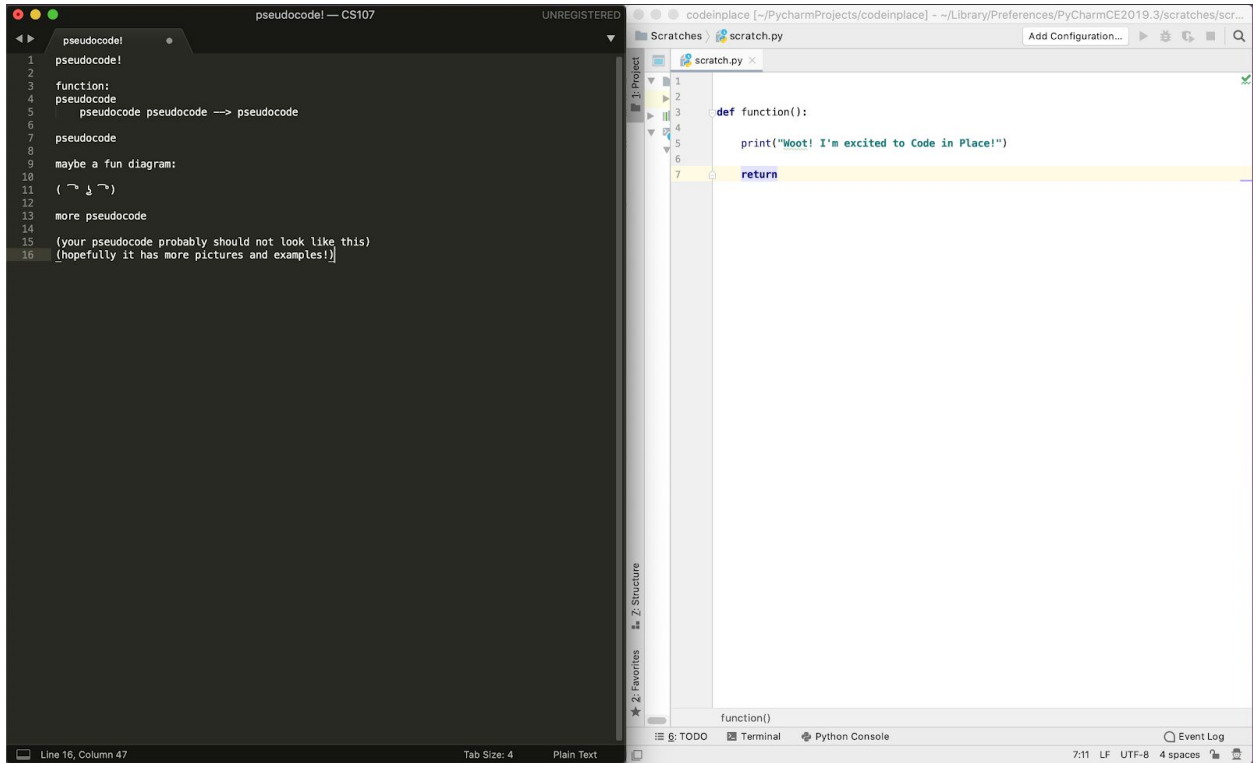 pseudocode! — CS107
UNREGISTERED
pseudocode!
1 pseudocode!
2
3 function:
4 pseudocode
5 pseudocode pseudocode —> pseudocode
6
7 pseudocode
8
9 maybe a fun diagram:
10
11 ( ͡° ͜ʖ ͡°)
12
13 more pseudocode
14
15 (your pseudocode probably should not look like this)
16 (hopefully it has more pictures and examples!)
Line 16, Column 47
Tab Size: 4
Plain Text
codeinplace [~/PycharmProjects/codeinplace] - ~/Library/Preferences/PyCharmCE2019.3/scratches/scr...
Scratches scratch.py
Add Configuration...
1: Project
scratch.py
1
2
3 def function():
4
5 print("Woot! I'm excited to Code in Place!")
6
7 return
Z: Structure
2: Favorites
function()
6: TODO
Terminal
Python Console
Event Log
7:11 LF UTF-8 4 spaces